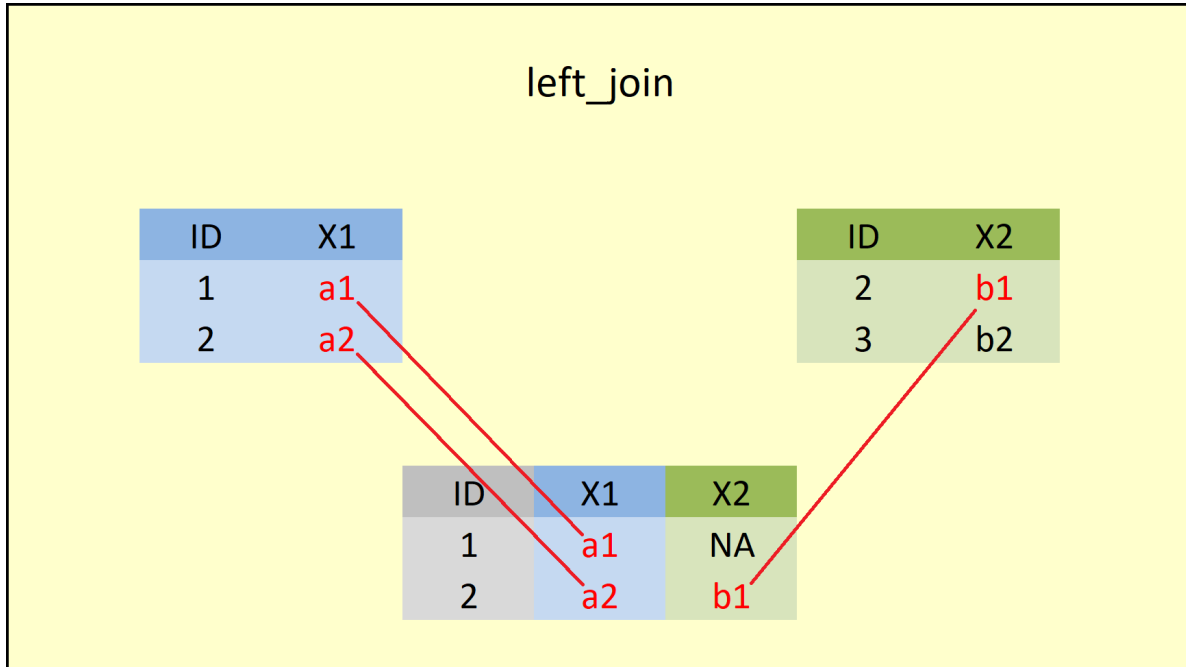 left_join
ID X1
1 a1
2 a2
ID X2
2 b1
3 b2
ID X1 X2
1 a1 NA
2 a2 b1